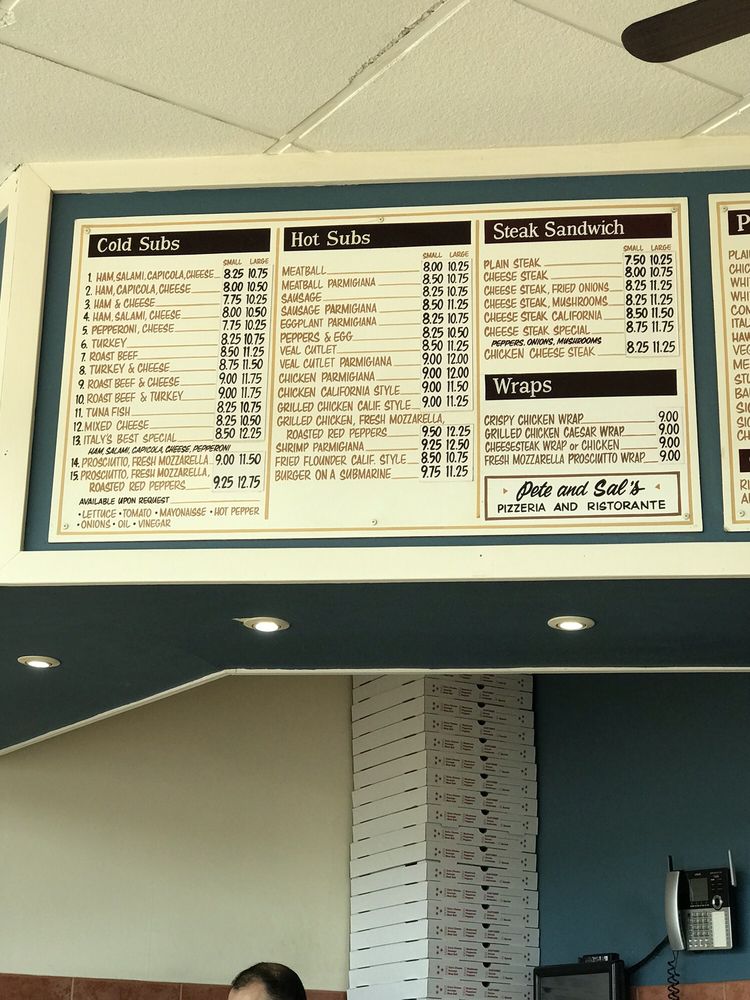 Cold Subs
SMALL LARGE
1. HAM, SALAMI, CAPICOLA, CHEESE 8.25 10.75
2. HAM, CAPICOLA, CHEESE 8.00 10.50
3. HAM & CHEESE 7.75 10.25
4. HAM, SALAMI, CHEESE 8.00 10.50
5. PEPPERONI, CHEESE 7.75 10.25
6. TURKEY 8.25 10.75
7. ROAST BEEF 8.50 11.25
8. TURKEY & CHEESE 8.75 11.50
9. ROAST BEEF & CHEESE 9.00 11.75
10. ROAST BEEF & TURKEY 9.00 11.75
11. TUNA FISH 8.25 10.75
12. MIXED CHEESE 8.25 10.50
13. ITALY'S BEST SPECIAL 8.50 12.25
HAM, SALAMI, CAPICOLA, CHEESE, PEPPERONI
14. PROSCIUTTO, FRESH MOZZARELLA 9.00 11.50
15. PROSCIUTTO, FRESH MOZZARELLA,
ROASTED RED PEPPERS 9.25 12.75
AVAILABLE UPON REQUEST
• LETTUCE • TOMATO • MAYONAISSE • HOT PEPPER
• ONIONS • OIL • VINEGAR
Hot Subs
SMALL LARGE
MEATBALL 8.00 10.25
MEATBALL PARMIGIANA 8.50 11.25
SAUSAGE 8.25 10.75
SAUSAGE PARMIGIANA 8.50 11.25
EGGPLANT PARMIGIANA 8.25 10.75
PEPPERS & EGG 8.25 10.50
VEAL CUTLET 8.50 11.25
VEAL CUTLET PARMIGIANA 9.00 12.00
CHICKEN PARMIGIANA 9.00 12.00
CHICKEN CALIFORNIA STYLE 9.00 11.50
GRILLED CHICKEN CALIF. STYLE 9.00 11.25
GRILLED CHICKEN, FRESH MOZZARELLA,
ROASTED RED PEPPERS 9.50 12.25
SHRIMP PARMIGIANA 9.25 12.50
FRIED FLOUNDER CALIF. STYLE 8.50 10.75
BURGER ON A SUBMARINE 9.75 11.25
Steak Sandwich
SMALL LARGE
PLAIN STEAK 7.50 10.25
CHEESE STEAK 8.00 10.75
CHEESE STEAK, FRIED ONIONS 8.25 11.25
CHEESE STEAK, MUSHROOMS 8.25 11.25
CHEESE STEAK CALIFORNIA 8.50 11.50
CHEESE STEAK SPECIAL 8.75 11.75
PEPPERS, ONIONS, MUSHROOMS
CHICKEN CHEESE STEAK 8.25 11.25
Wraps
CRISPY CHICKEN WRAP 9.00
GRILLED CHICKEN CAESAR WRAP 9.00
CHEESESTEAK WRAP or CHICKEN 9.00
FRESH MOZZARELLA PROSCIUTTO WRAP 9.00
Pete and Sal's
PIZZERIA AND RISTORANTE